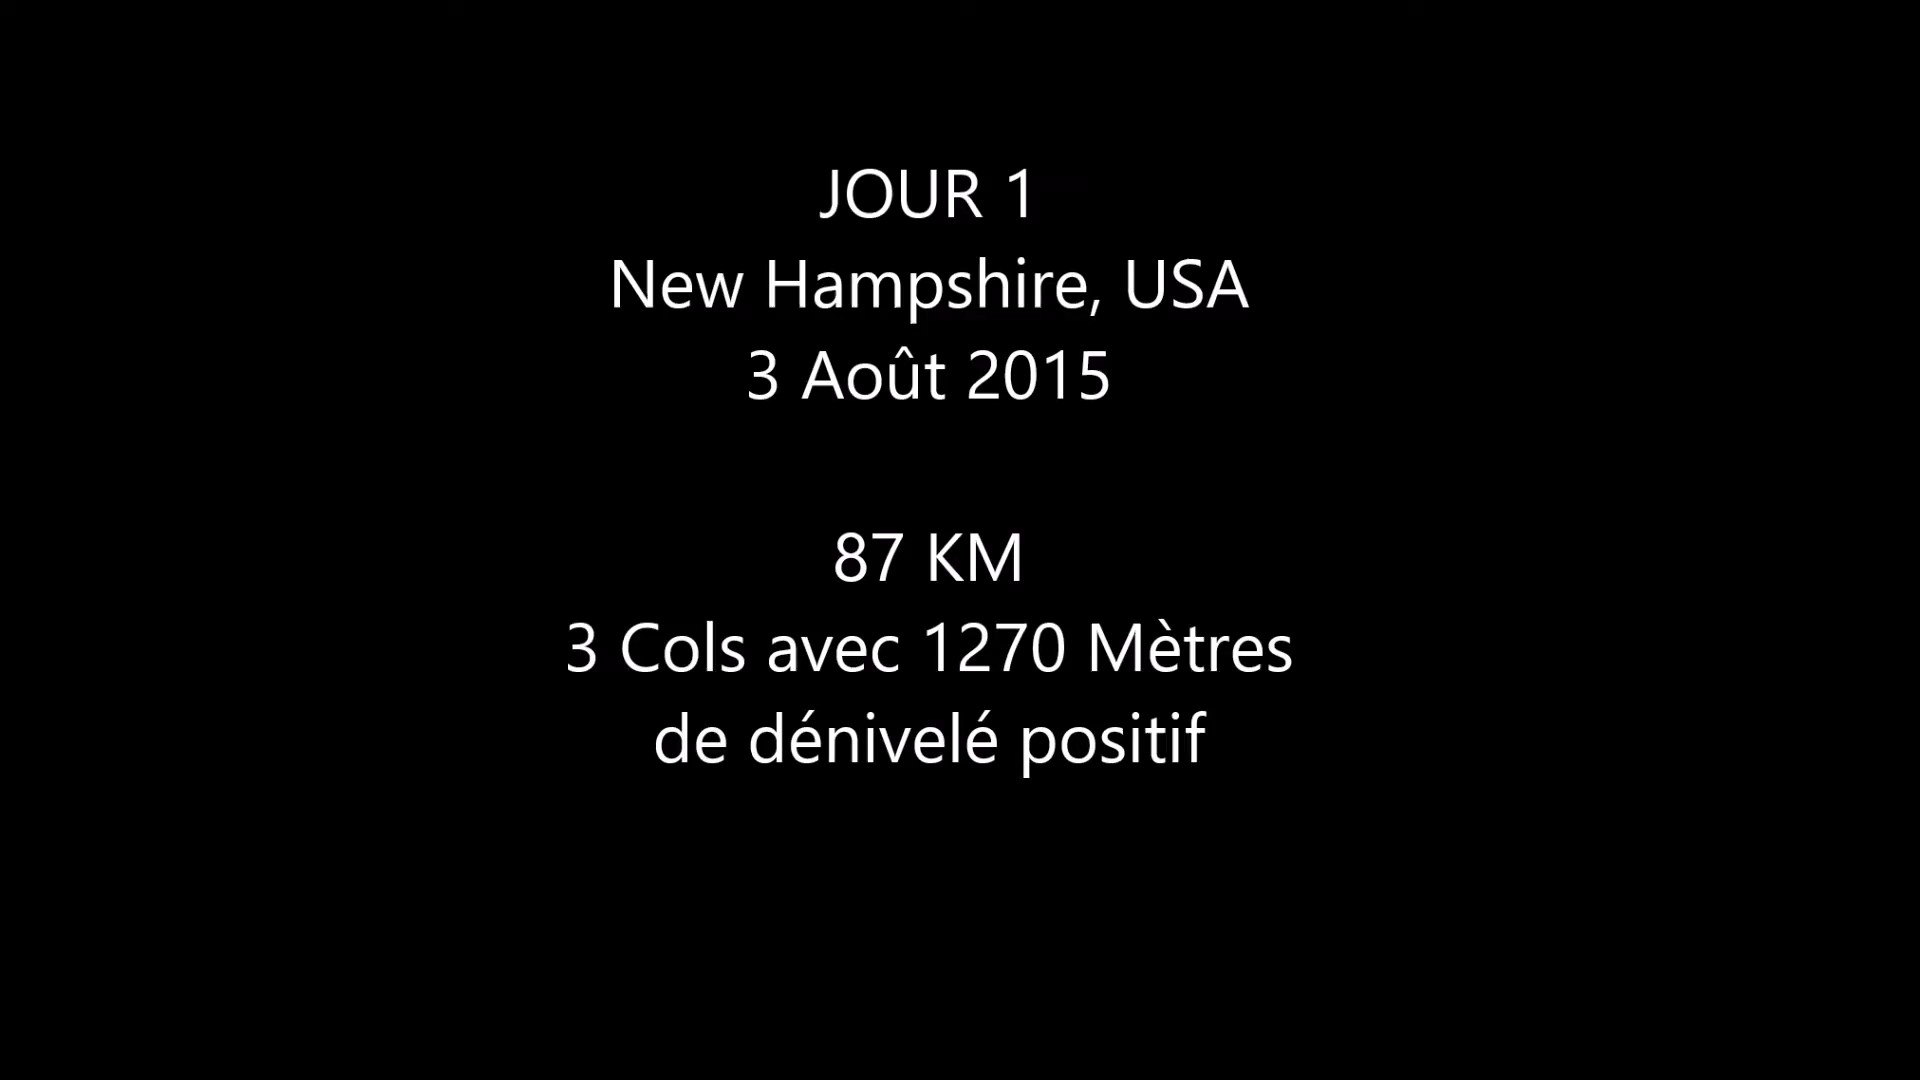 JOUR 1
New Hampshire, USA
3 Août 2015
87 KM
3 Cols avec 1270 Mètres
de dénivelé positif